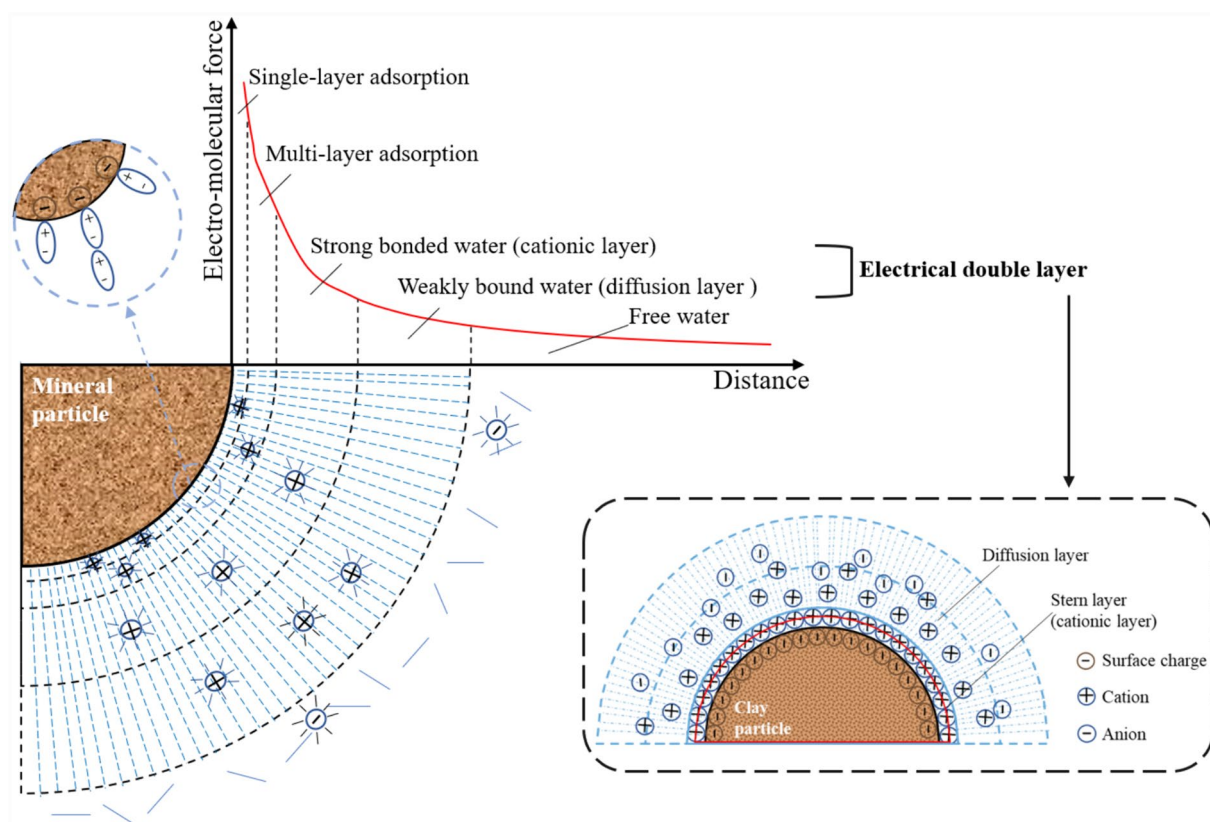 Electro-molecular force
Single-layer adsorption
Multi-layer adsorption
Strong bonded water (cationic layer)
Weakly bound water (diffusion layer )
Free water
Electrical double layer
Distance
Mineral
particle
Diffusion layer
Stern layer
(cationic layer)
Surface charge
Cation
Anion
Clay
particle